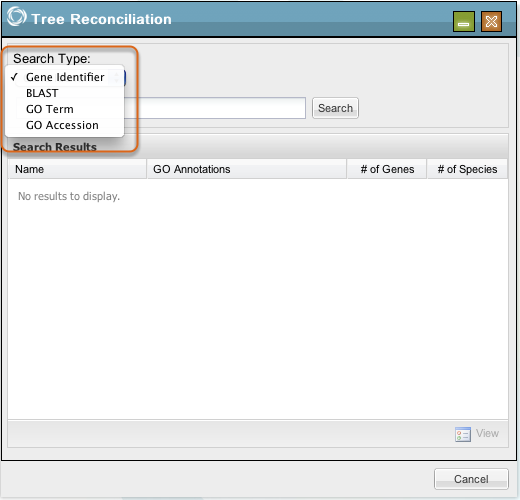 Tree Reconciliation
Search Type:
✓ Gene Identifier
BLAST
GO Term
GO Accession
Search
Search Results
Name GO Annotations # of Genes # of Species
No results to display.
View
Cancel